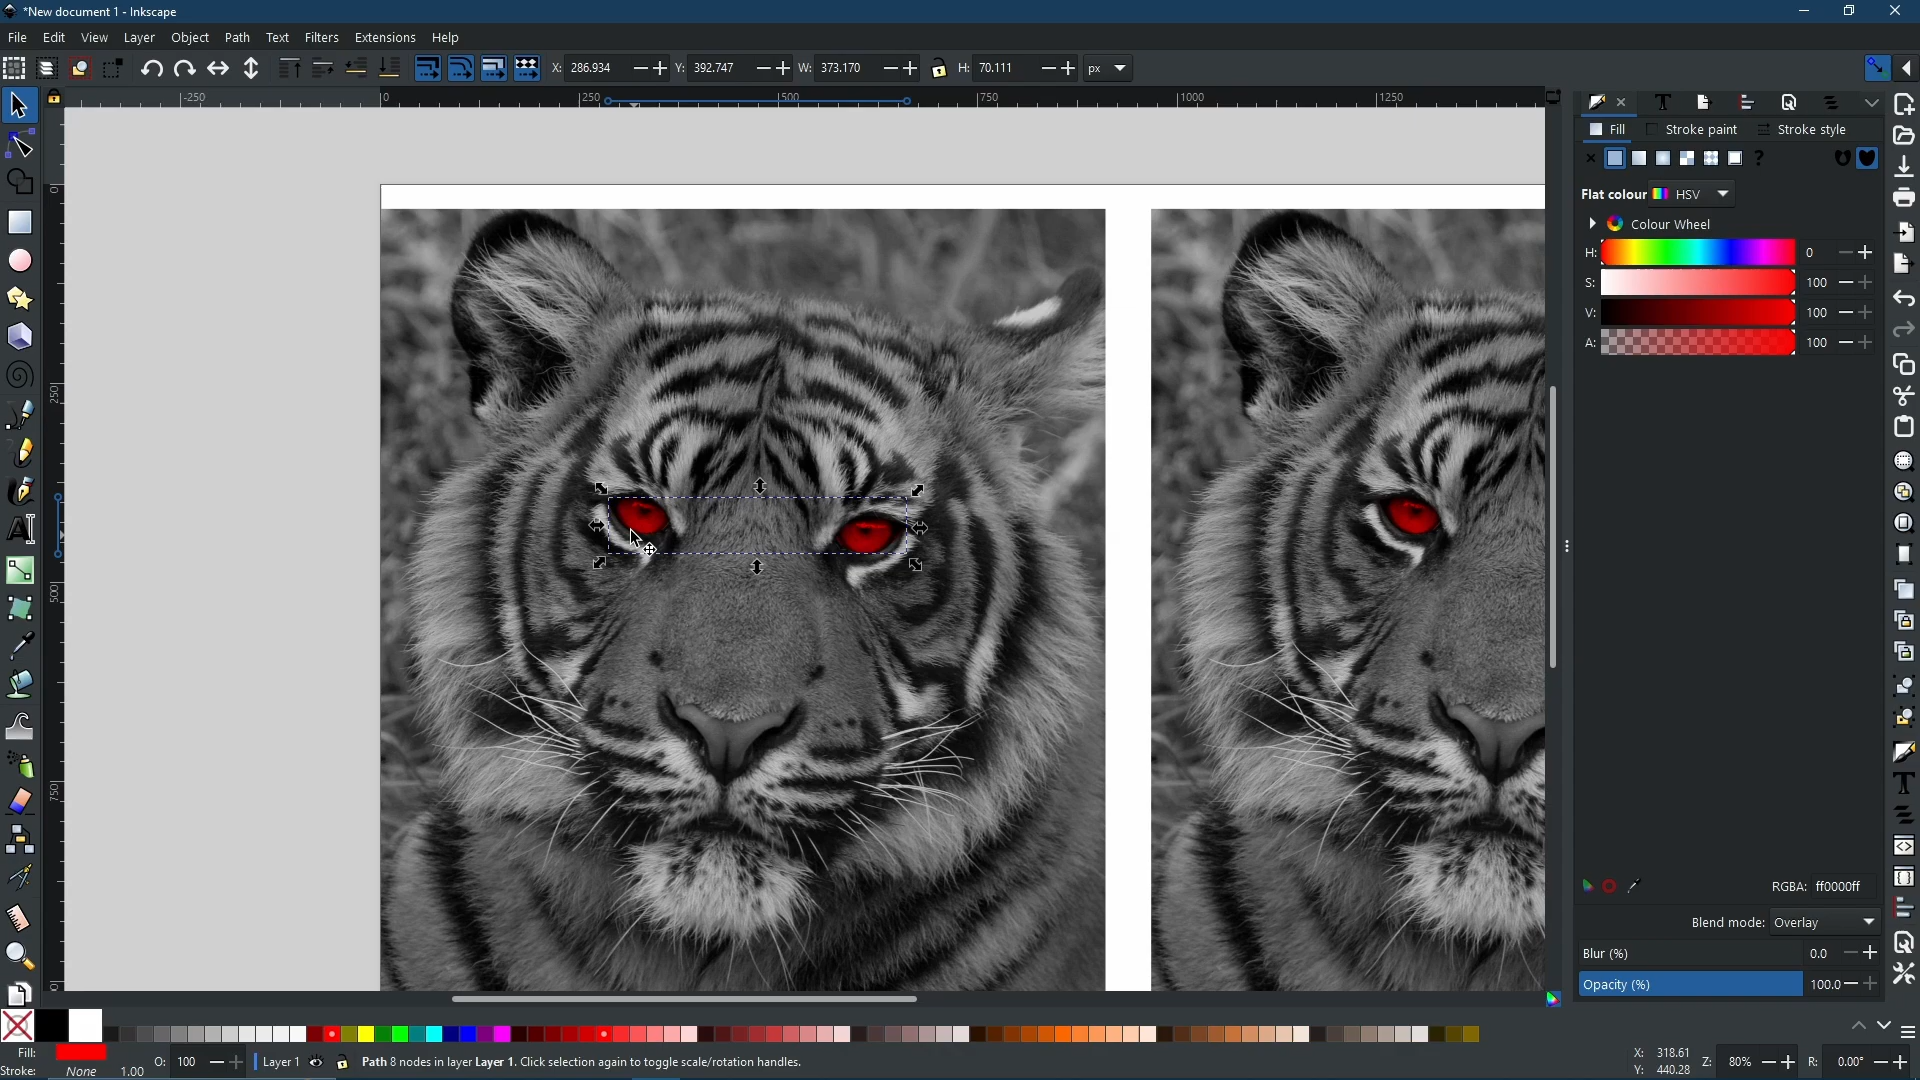 *New document 1 - Inkscape
File Edit View Layer Object Path Text Filters Extensions Help
X: 286.934 Y: 392.747 W: 373.170 H: 70.111 px
-250 0 250 500 750 1000 1250
0
250
500
750
Fill Stroke paint Stroke style
Flat colour HSV
Colour Wheel
H: 0
S: 100
V: 100
A: 100
RGBA: ff0000ff
Blend mode: Overlay
Blur (%) 0.0
Opacity (%) 100.0
Fill: O: 100 Layer 1 Path 8 nodes in layer Layer 1. Click selection again to toggle scale/rotation handles. X: 318.61 Z: 80% R: 0.00°
Stroke: None 1.00 Y: 440.28